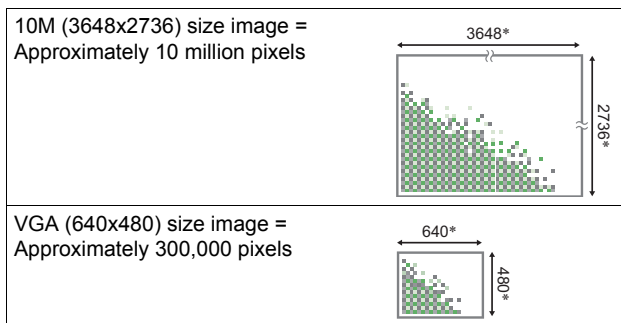 10M (3648x2736) size image =
Approximately 10 million pixels
3648*
2736*
VGA (640x480) size image =
Approximately 300,000 pixels
640*
480*